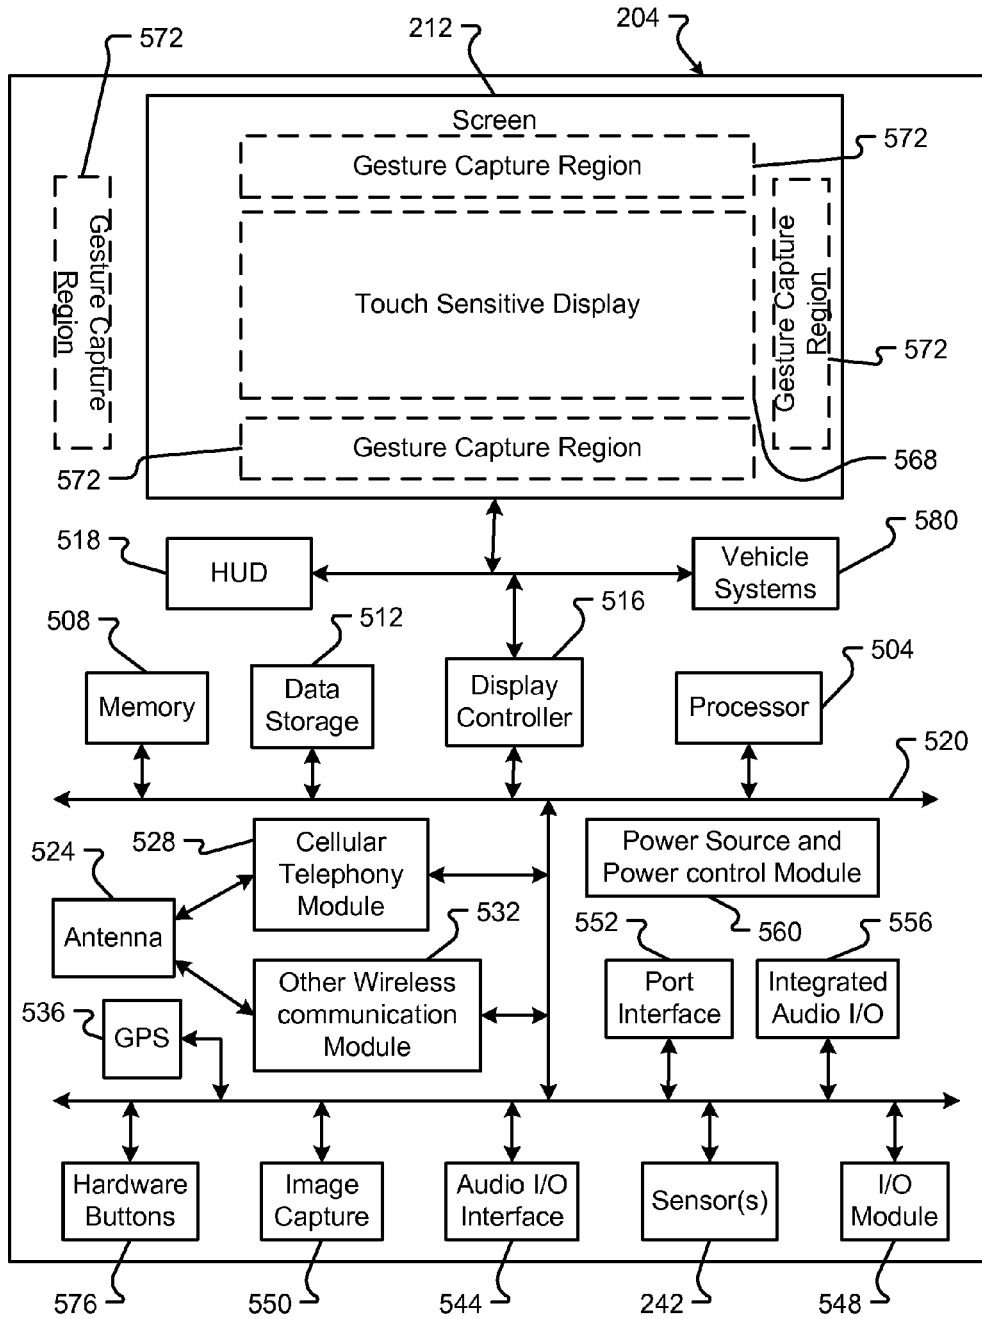 572
212
204
Screen
Gesture Capture Region
572
Gesture Capture
Region
Touch Sensitive Display
Gesture Capture
Region
572
Gesture Capture Region
572
568
518
HUD
Vehicle
Systems
580
508
512
516
504
Memory
Data
Storage
Display
Controller
Processor
520
524
528
Cellular
Telephony
Module
Power Source and
Power control Module
532
552
560
556
Antenna
Other Wireless
communication
Module
Port
Interface
Integrated
Audio I/O
536
GPS
Hardware
Buttons
Image
Capture
Audio I/O
Interface
Sensor(s)
I/O
Module
576
550
544
242
548